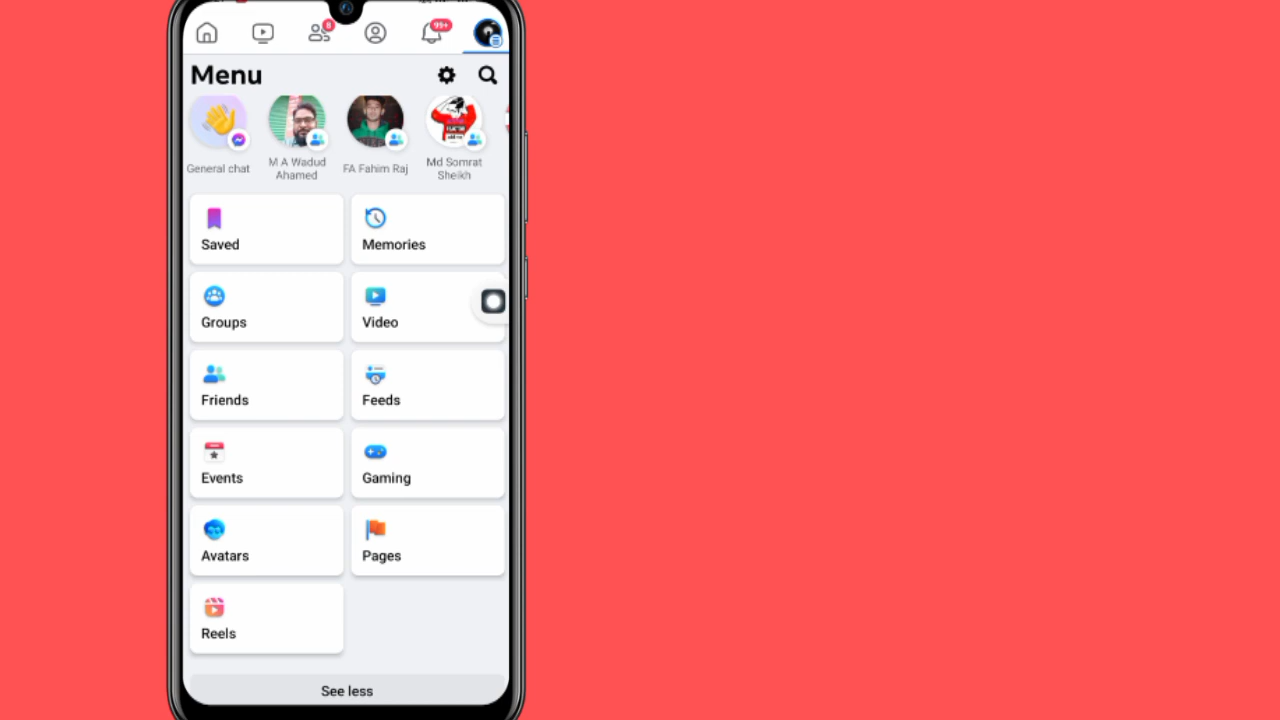 8
99+
Menu
General chat
M A Wadud
Ahamed
FA Fahim Raj
Md Somrat
Sheikh
Saved
Memories
Groups
Video
Friends
Feeds
Events
Gaming
Avatars
Pages
Reels
See less